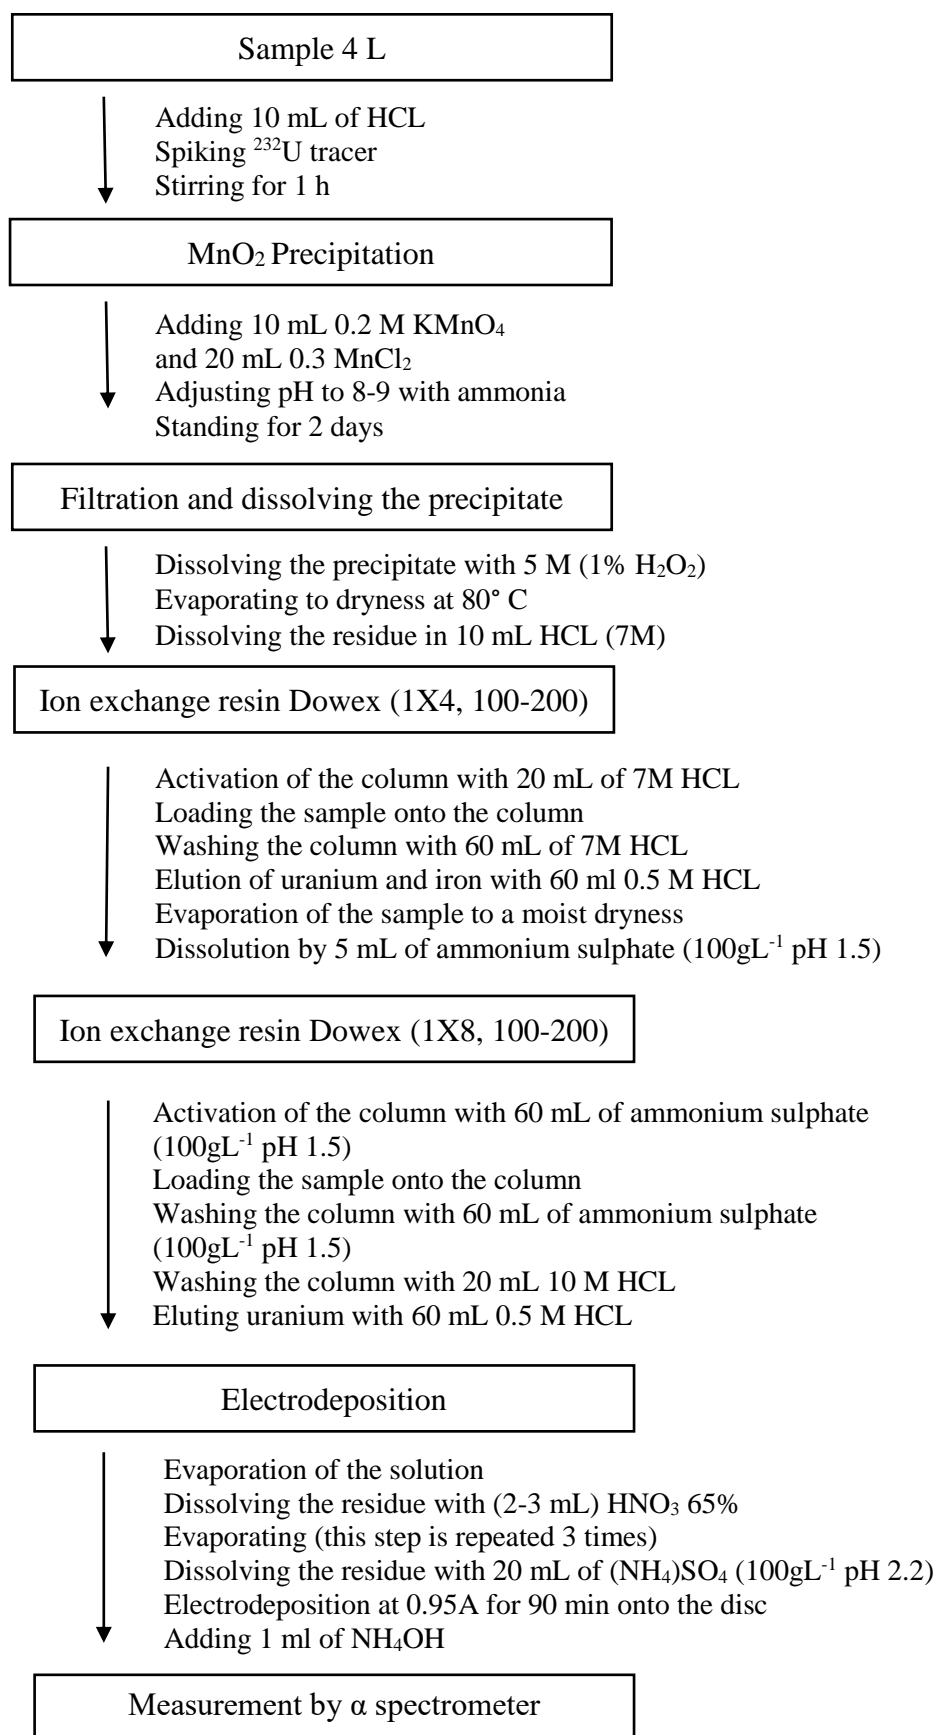 Sample 4 L
Adding 10 mL of HCL
Spiking ²³²U tracer
Stirring for 1 h
MnO₂ Precipitation
Adding 10 mL 0.2 M KMnO₄
and 20 mL 0.3 MnCl₂
Adjusting pH to 8-9 with ammonia
Standing for 2 days
Filtration and dissolving the precipitate
Dissolving the precipitate with 5 M (1% H₂O₂)
Evaporating to dryness at 80° C
Dissolving the residue in 10 mL HCL (7M)
Ion exchange resin Dowex (1X4, 100-200)
Activation of the column with 20 mL of 7M HCL
Loading the sample onto the column
Washing the column with 60 mL of 7M HCL
Elution of uranium and iron with 60 ml 0.5 M HCL
Evaporation of the sample to a moist dryness
Dissolution by 5 mL of ammonium sulphate (100gL⁻¹ pH 1.5)
Ion exchange resin Dowex (1X8, 100-200)
Activation of the column with 60 mL of ammonium sulphate
(100gL⁻¹ pH 1.5)
Loading the sample onto the column
Washing the column with 60 mL of ammonium sulphate
(100gL⁻¹ pH 1.5)
Washing the column with 20 mL 10 M HCL
Eluting uranium with 60 mL 0.5 M HCL
Electrodeposition
Evaporation of the solution
Dissolving the residue with (2-3 mL) HNO₃ 65%
Evaporating (this step is repeated 3 times)
Dissolving the residue with 20 mL of (NH₄)SO₄ (100gL⁻¹ pH 2.2)
Electrodeposition at 0.95A for 90 min onto the disc
Adding 1 ml of NH₄OH
Measurement by α spectrometer